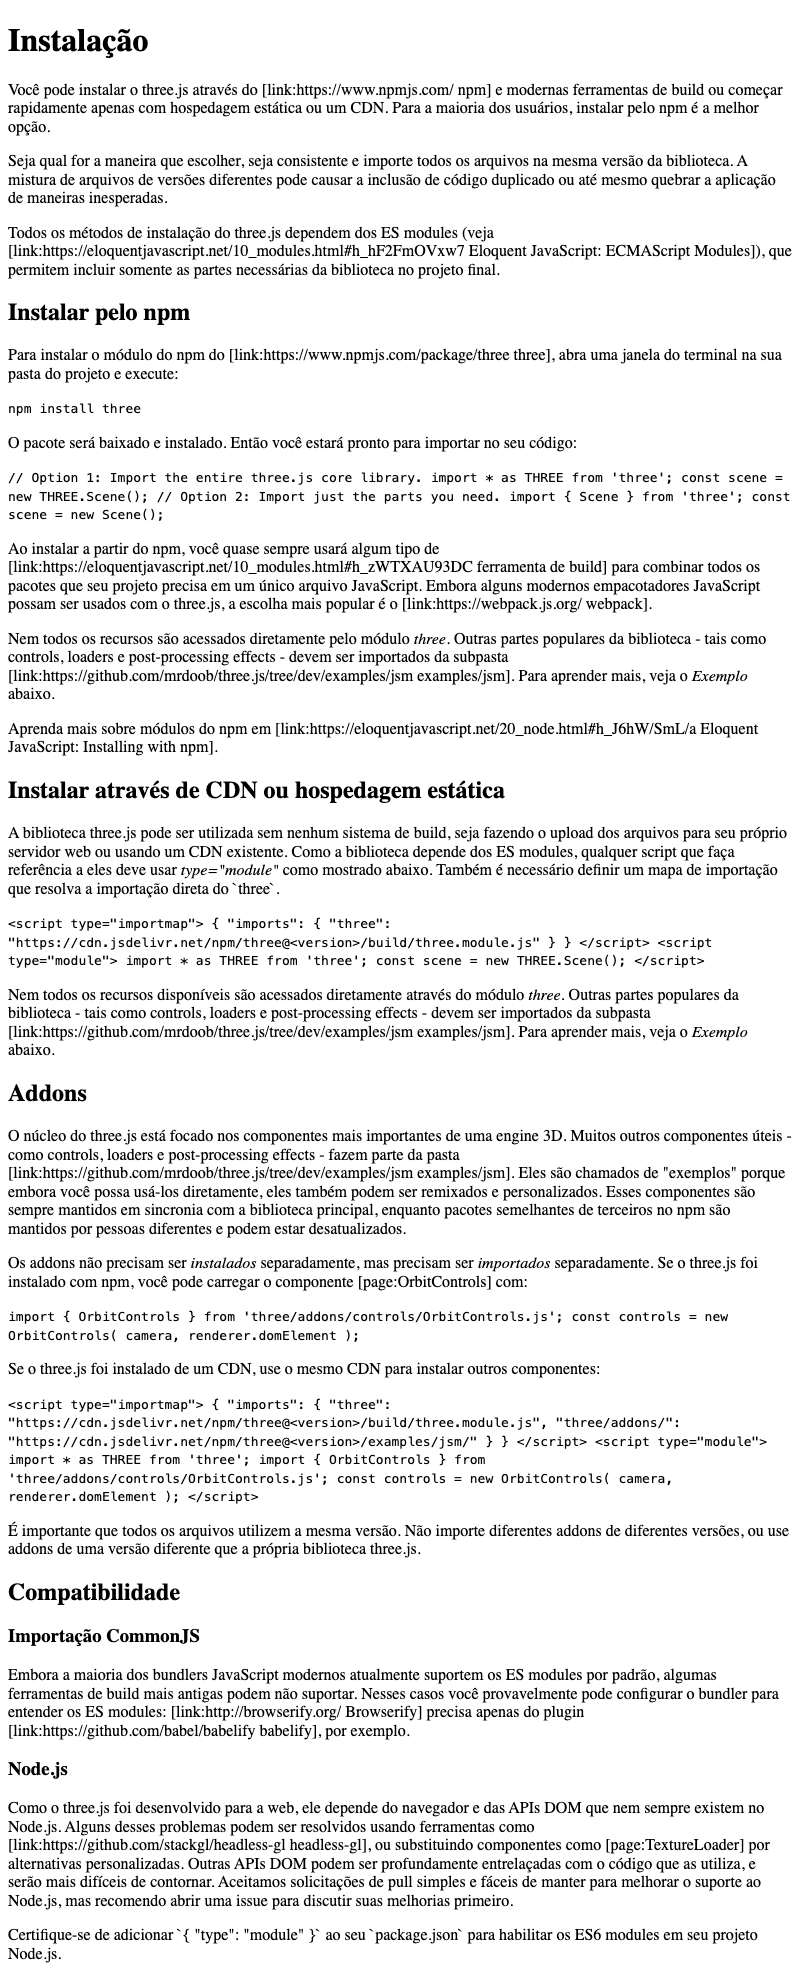 Instalação
Você pode instalar o three.js através do [link:https://www.npmjs.com/ npm] e modernas ferramentas de build ou começar
rapidamente apenas com hospedagem estática ou um CDN. Para a maioria dos usuários, instalar pelo npm é a melhor
opção.
Seja qual for a maneira que escolher, seja consistente e importe todos os arquivos na mesma versão da biblioteca. A
mistura de arquivos de versões diferentes pode causar a inclusão de código duplicado ou até mesmo quebrar a aplicação
de maneiras inesperadas.
Todos os métodos de instalação do three.js dependem dos ES modules (veja
[link:https://eloquentjavascript.net/10_modules.html#h_hF2FmOVxw7 Eloquent JavaScript: ECMAScript Modules]), que
permitem incluir somente as partes necessárias da biblioteca no projeto final.
Instalar pelo npm
Para instalar o módulo do npm do [link:https://www.npmjs.com/package/three three], abra uma janela do terminal na sua
pasta do projeto e execute:
npm install three
O pacote será baixado e instalado. Então você estará pronto para importar no seu código:
// Option 1: Import the entire three.js core library. import * as THREE from 'three'; const scene =
new THREE.Scene(); // Option 2: Import just the parts you need. import { Scene } from 'three'; const
scene = new Scene();
Ao instalar a partir do npm, você quase sempre usará algum tipo de
[link:https://eloquentjavascript.net/10_modules.html#h_zWTXAU93DC ferramenta de build] para combinar todos os
pacotes que seu projeto precisa em um único arquivo JavaScript. Embora alguns modernos empacotadores JavaScript
possam ser usados com o three.js, a escolha mais popular é o [link:https://webpack.js.org/ webpack].
Nem todos os recursos são acessados diretamente pelo módulo three. Outras partes populares da biblioteca - tais como
controls, loaders e post-processing effects - devem ser importados da subpasta
[link:https://github.com/mrdoob/three.js/tree/dev/examples/jsm examples/jsm]. Para aprender mais, veja o Exemplo
abaixo.
Aprenda mais sobre módulos do npm em [link:https://eloquentjavascript.net/20_node.html#h_J6hW/SmL/a Eloquent
JavaScript: Installing with npm].
Instalar através de CDN ou hospedagem estática
A biblioteca three.js pode ser utilizada sem nenhum sistema de build, seja fazendo o upload dos arquivos para seu próprio
servidor web ou usando um CDN existente. Como a biblioteca depende dos ES modules, qualquer script que faça
referência a eles deve usar type="module" como mostrado abaixo. Também é necessário definir um mapa de importação
que resolva a importação direta do `three`.
<script type="importmap"> { "imports": { "three":
"https://cdn.jsdelivr.net/npm/three@<version>/build/three.module.js" } } </script> <script
type="module"> import * as THREE from 'three'; const scene = new THREE.Scene(); </script>
Nem todos os recursos disponíveis são acessados diretamente através do módulo three. Outras partes populares da
biblioteca - tais como controls, loaders e post-processing effects - devem ser importados da subpasta
[link:https://github.com/mrdoob/three.js/tree/dev/examples/jsm examples/jsm]. Para aprender mais, veja o Exemplo
abaixo.
Addons
O núcleo do three.js está focado nos componentes mais importantes de uma engine 3D. Muitos outros componentes úteis -
como controls, loaders e post-processing effects - fazem parte da pasta
[link:https://github.com/mrdoob/three.js/tree/dev/examples/jsm examples/jsm]. Eles são chamados de "exemplos" porque
embora você possa usá-los diretamente, eles também podem ser remixados e personalizados. Esses componentes são
sempre mantidos em sincronia com a biblioteca principal, enquanto pacotes semelhantes de terceiros no npm são
mantidos por pessoas diferentes e podem estar desatualizados.
Os addons não precisam ser instalados separadamente, mas precisam ser importados separadamente. Se o three.js foi
instalado com npm, você pode carregar o componente [page:OrbitControls] com:
import { OrbitControls } from 'three/addons/controls/OrbitControls.js'; const controls = new
OrbitControls( camera, renderer.domElement );
Se o three.js foi instalado de um CDN, use o mesmo CDN para instalar outros componentes:
<script type="importmap"> { "imports": { "three":
"https://cdn.jsdelivr.net/npm/three@<version>/build/three.module.js", "three/addons/":
"https://cdn.jsdelivr.net/npm/three@<version>/examples/jsm/" } } </script> <script type="module">
import * as THREE from 'three'; import { OrbitControls } from
'three/addons/controls/OrbitControls.js'; const controls = new OrbitControls( camera,
renderer.domElement ); </script>
É importante que todos os arquivos utilizem a mesma versão. Não importe diferentes addons de diferentes versões, ou use
addons de uma versão diferente que a própria biblioteca three.js.
Compatibilidade
Importação CommonJS
Embora a maioria dos bundlers JavaScript modernos atualmente suportem os ES modules por padrão, algumas
ferramentas de build mais antigas podem não suportar. Nesses casos você provavelmente pode configurar o bundler para
entender os ES modules: [link:http://browserify.org/ Browserify] precisa apenas do plugin
[link:https://github.com/babel/babelify babelify], por exemplo.
Node.js
Como o three.js foi desenvolvido para a web, ele depende do navegador e das APIs DOM que nem sempre existem no
Node.js. Alguns desses problemas podem ser resolvidos usando ferramentas como
[link:https://github.com/stackgl/headless-gl headless-gl], ou substituindo componentes como [page:TextureLoader] por
alternativas personalizadas. Outras APIs DOM podem ser profundamente entrelaçadas com o código que as utiliza, e
serão mais difíceis de contornar. Aceitamos solicitações de pull simples e fáceis de manter para melhorar o suporte ao
Node.js, mas recomendo abrir uma issue para discutir suas melhorias primeiro.
Certifique-se de adicionar `{ "type": "module" }` ao seu `package.json` para habilitar os ES6 modules em seu projeto
Node.js.